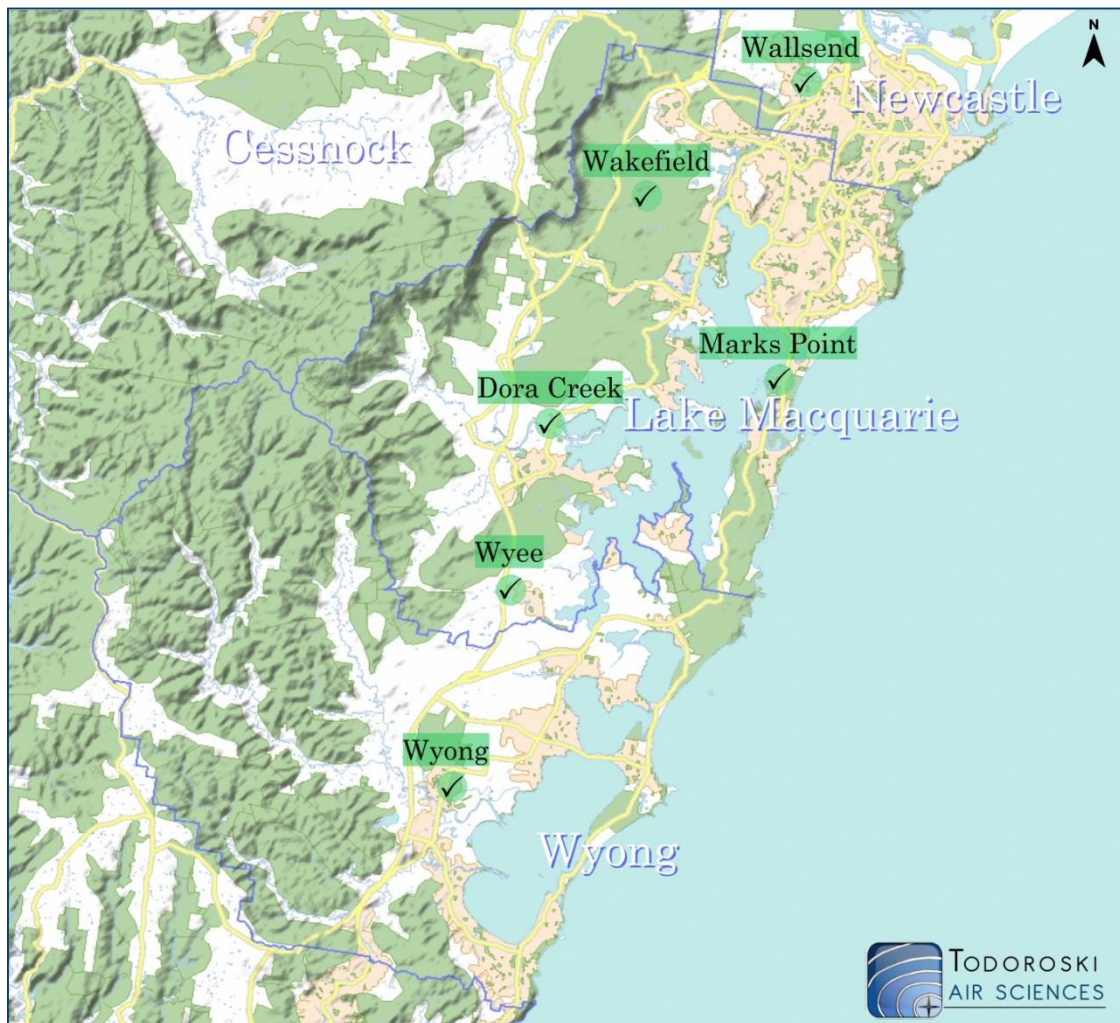 N
Wallsend
Newcastle
Cessnock
Wakefield
Marks Point
Dora Creek
Lake Macquarie
Wyee
Wyong
Wyong
TODOROSKI
AIR SCIENCES